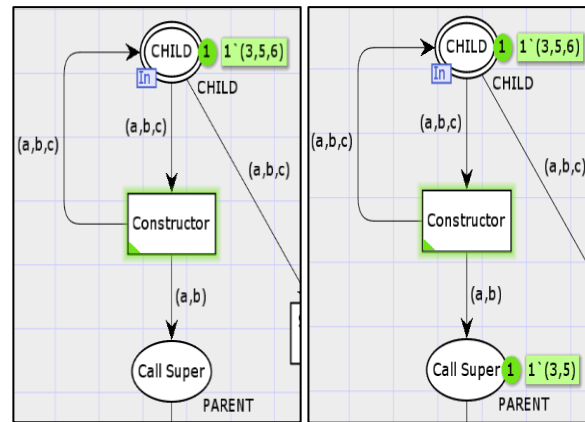 CHILD
1
1`(3,5,6)
In
CHILD
(a,b,c)
(a,b,c)
(a,b,c)
Constructor
(a,b)
Call Super
PARENT
CHILD
1
1`(3,5,6)
In
CHILD
(a,b,c)
(a,b,c)
(a,b,c)
Constructor
(a,b)
Call Super
1
1`(3,5)
PARENT